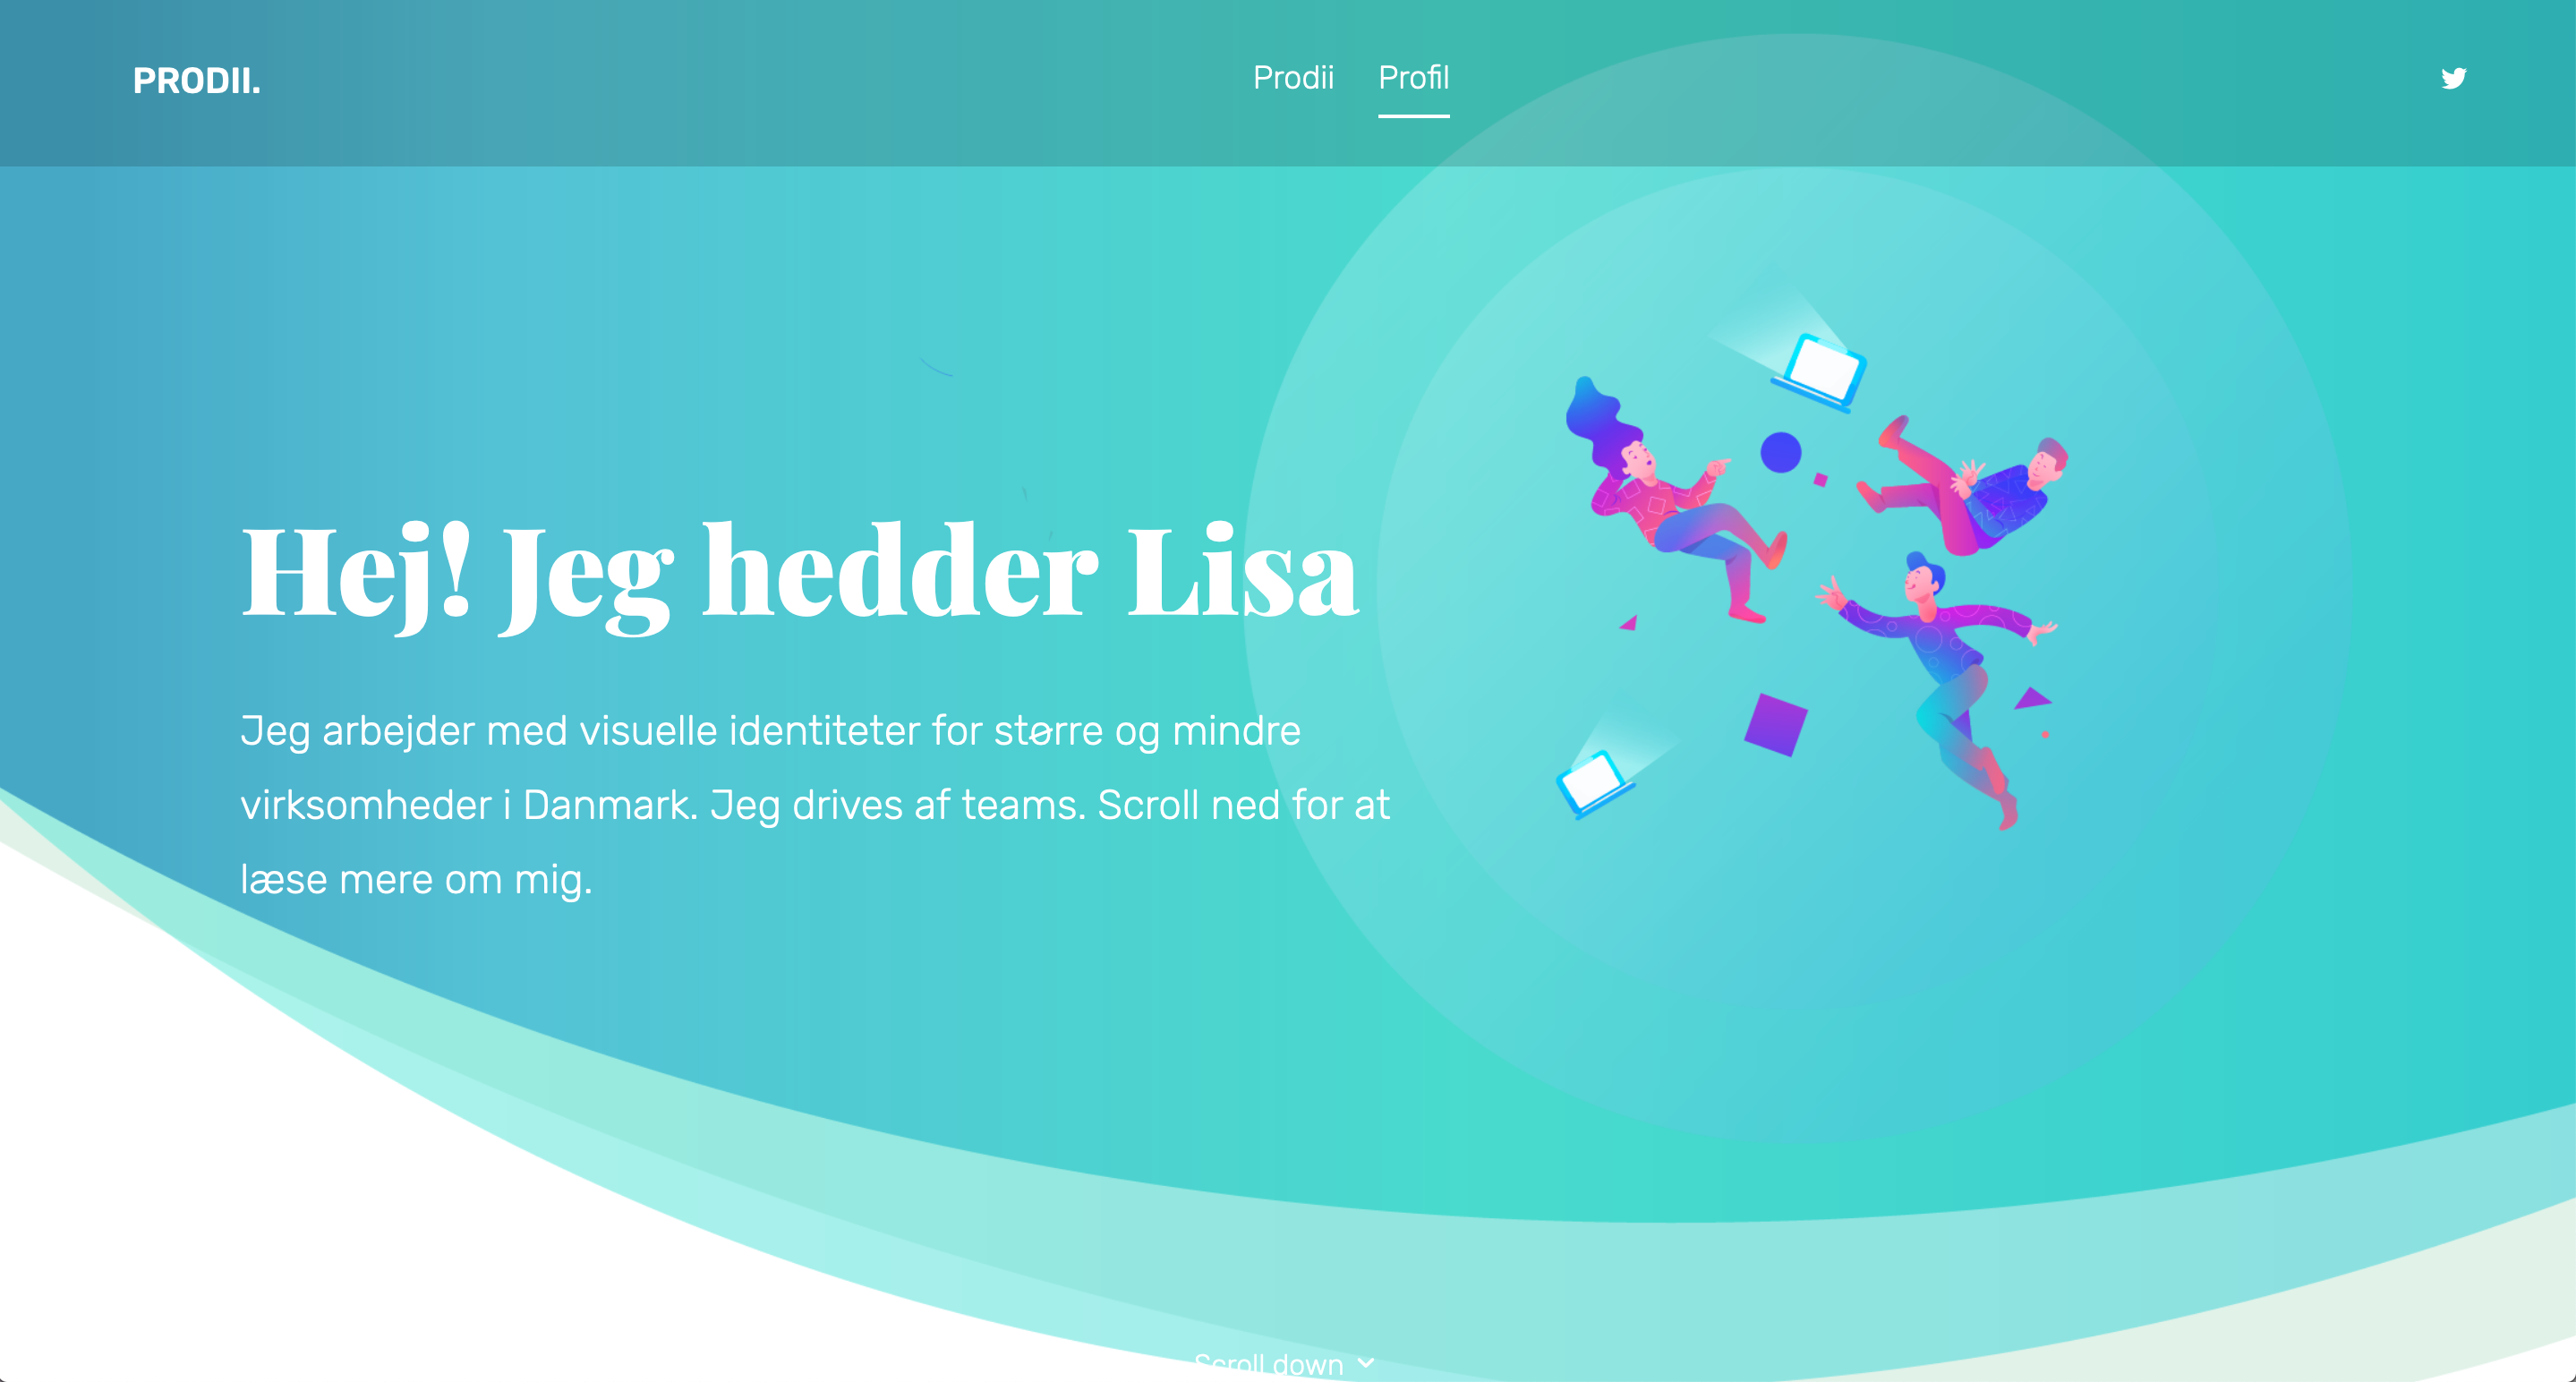 PRODII.
Prodii Profil
Hej! Jeg hedder Lisa
Jeg arbejder med visuelle identiteter for større og mindre
virksomheder i Danmark. Jeg drives af teams. Scroll ned for at
læse mere om mig.
Scroll down